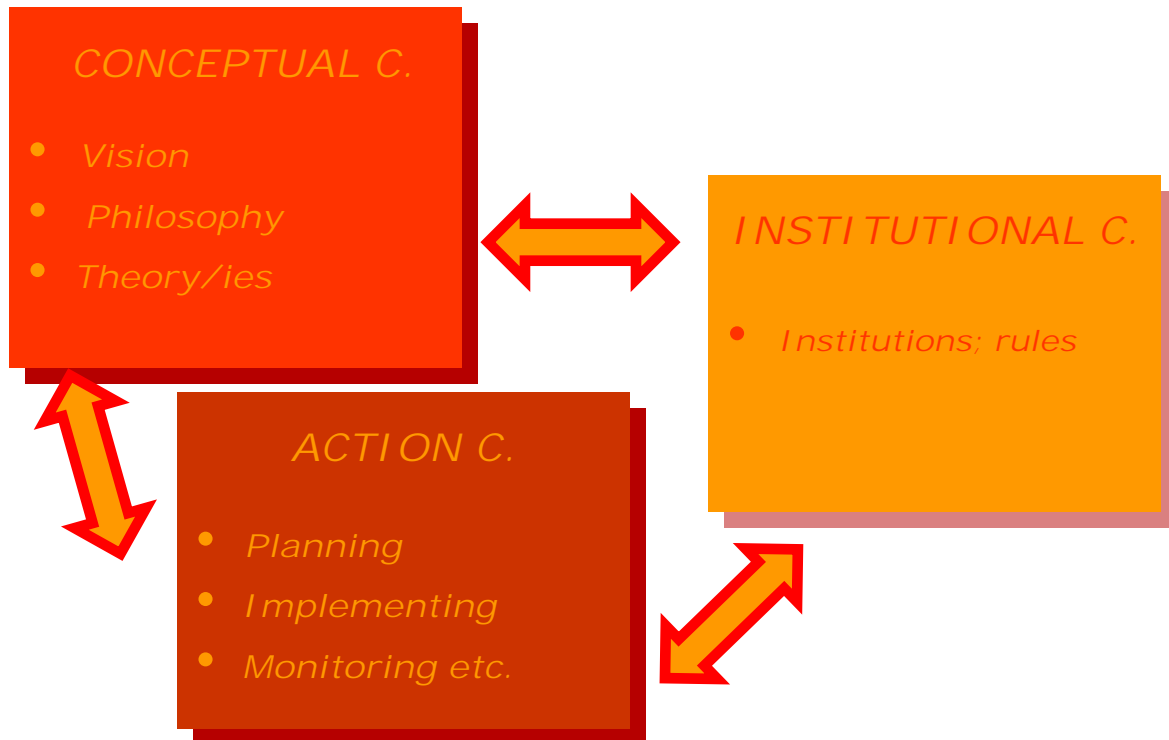 CONCEPTUAL C.
• Vision
• Philosophy
• Theory/ies
INSTITUTIONAL C.
• Institutions; rules
ACTION C.
• Planning
• Implementing
• Monitoring etc.